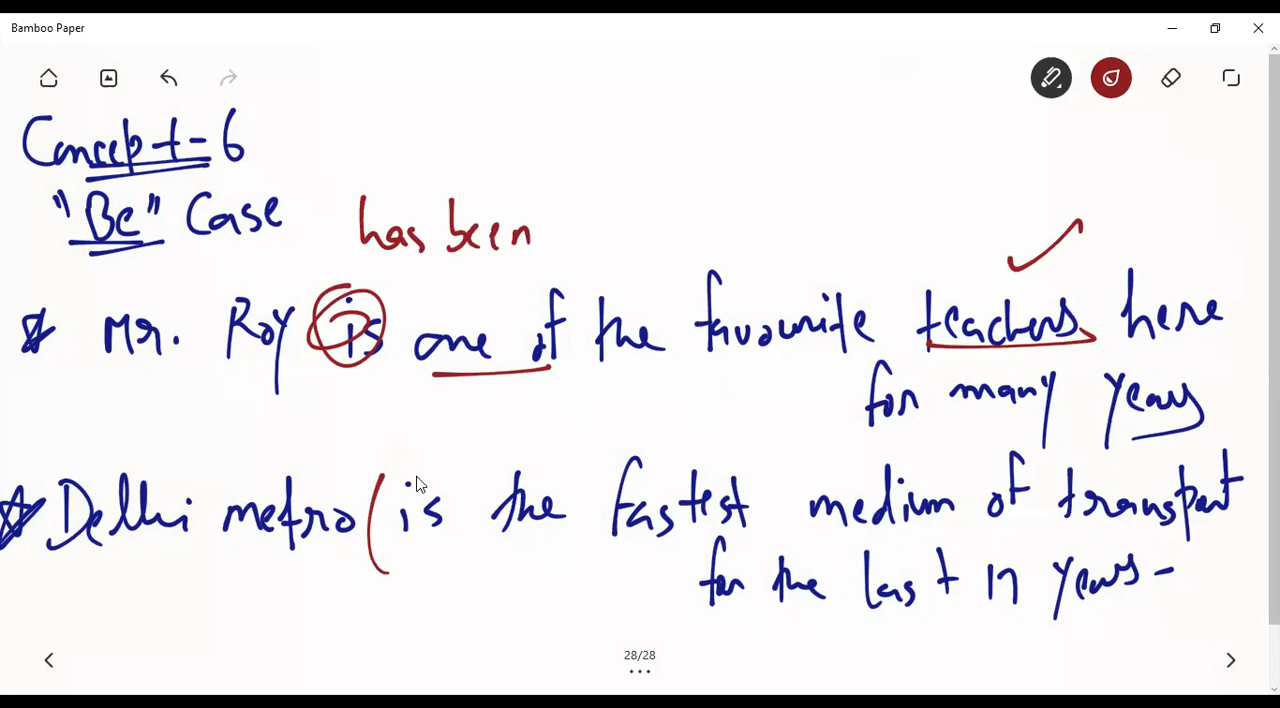 Bamboo Paper
Concept-6
"Be" Case
has been
Mr. Roy is one of the favourite teachers here
for many years
Delhi metro (is the fastest medium of transport
for the last 17 years-
28/28